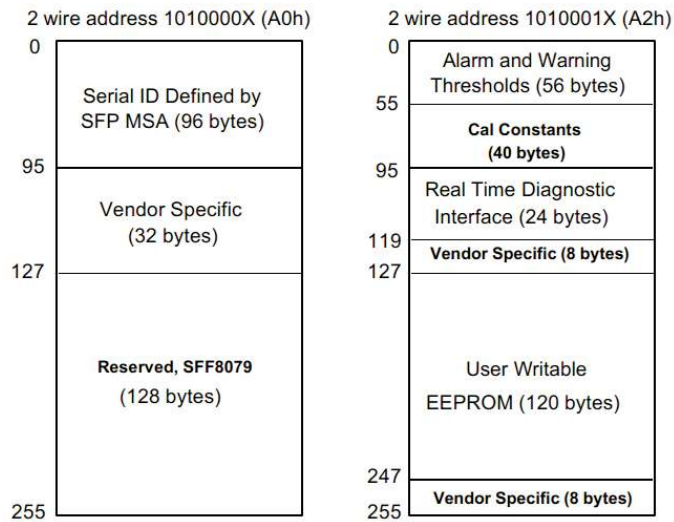 2 wire address 1010000X (A0h)
0
Serial ID Defined by
SFP MSA (96 bytes)
95
Vendor Specific
(32 bytes)
127
Reserved, SFF8079
(128 bytes)
255
2 wire address 1010001X (A2h)
0
Alarm and Warning
Thresholds (56 bytes)
55
Cal Constants
(40 bytes)
95
Real Time Diagnostic
Interface (24 bytes)
119
Vendor Specific (8 bytes)
127
User Writable
EEPROM (120 bytes)
247
Vendor Specific (8 bytes)
255